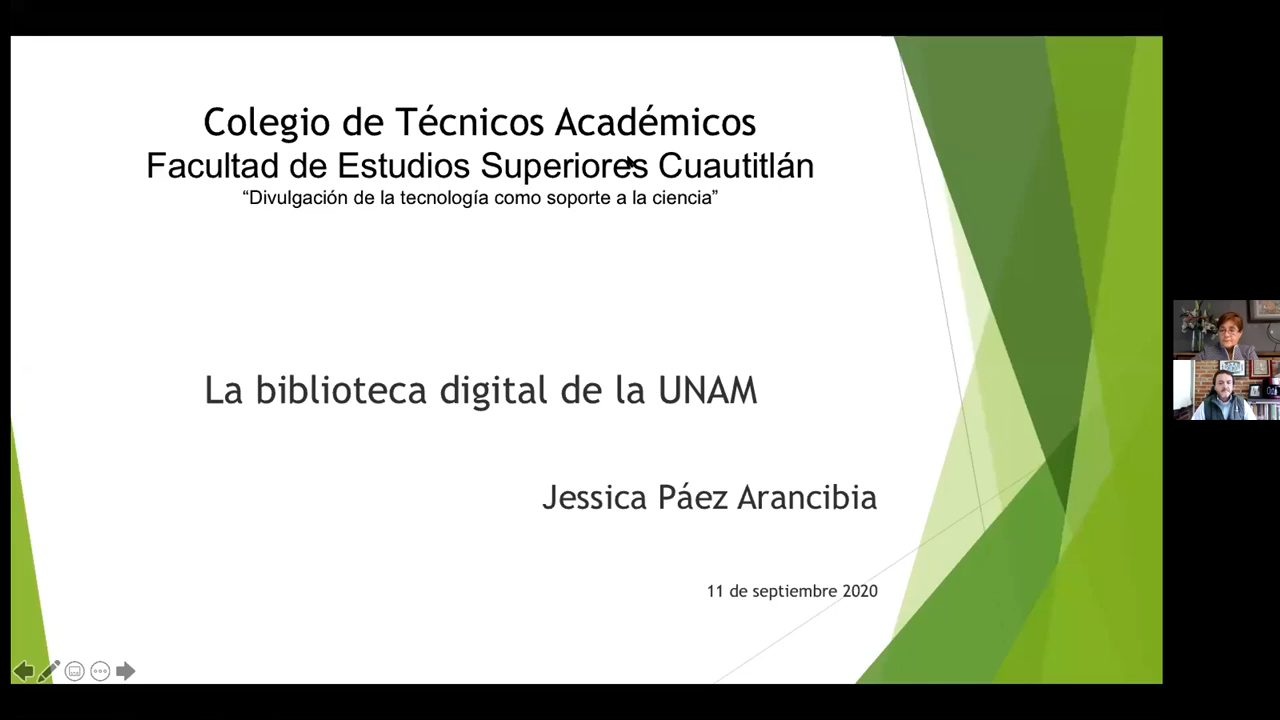 Colegio de Técnicos Académicos
Facultad de Estudios Superiores Cuautitlán
“Divulgación de la tecnología como soporte a la ciencia”
La biblioteca digital de la UNAM
Jessica Páez Arancibia
11 de septiembre 2020